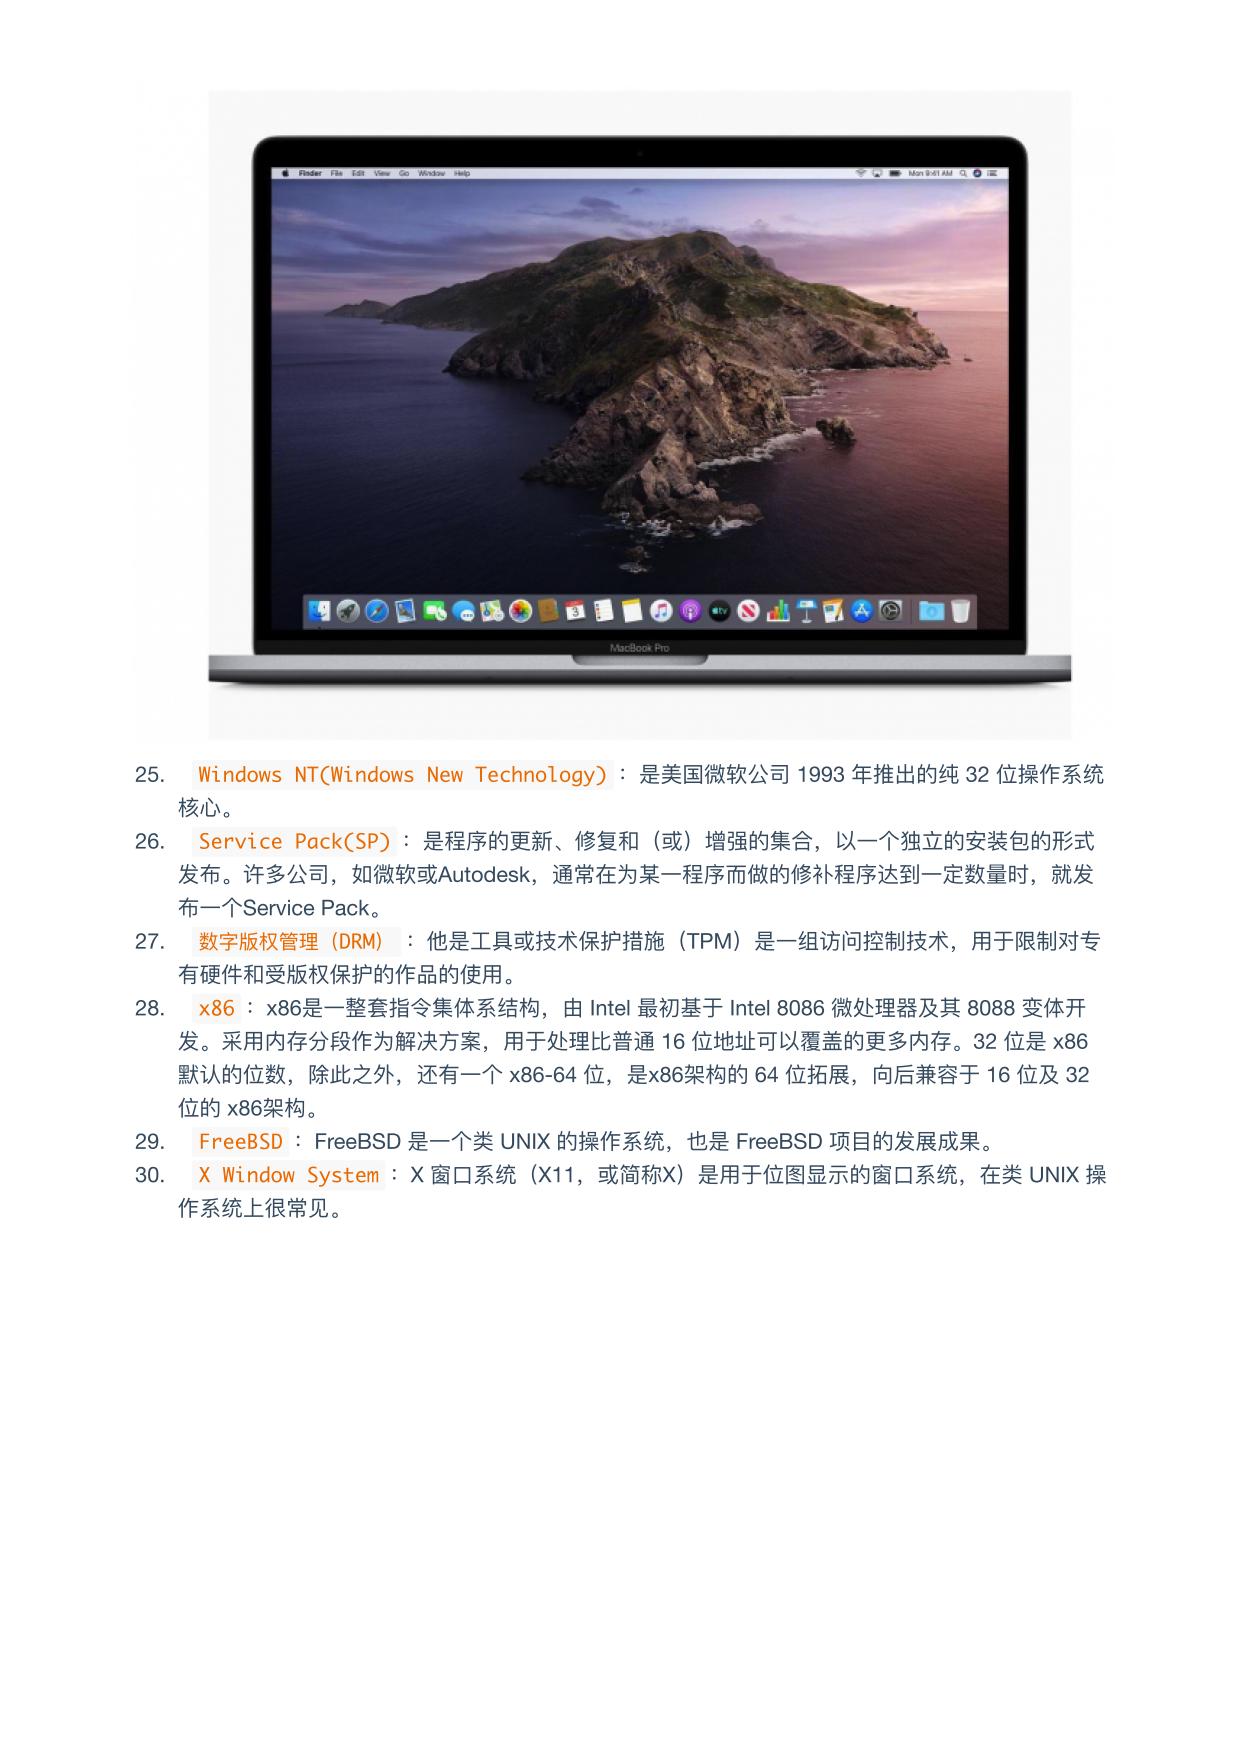 Finder File Edit View Go Window Help Mon 9:41 AM
3
tv
MacBook Pro
25. Windows NT(Windows New Technology) ： 是美国微软公司 1993 年推出的纯 32 位操作系统
核心。
26. Service Pack(SP) ： 是程序的更新、修复和（或）增强的集合，以一个独立的安装包的形式
发布。许多公司，如微软或Autodesk，通常在为某一程序而做的修补程序达到一定数量时，就发
布一个Service Pack。
27. 数字版权管理（DRM） ： 他是工具或技术保护措施（TPM）是一组访问控制技术，用于限制对专
有硬件和受版权保护的作品的使用。
28. x86 ： x86是一整套指令集体系结构，由 Intel 最初基于 Intel 8086 微处理器及其 8088 变体开
发。采用内存分段作为解决方案，用于处理比普通 16 位地址可以覆盖的更多内存。32 位是 x86
默认的位数，除此之外，还有一个 x86-64 位，是x86架构的 64 位拓展，向后兼容于 16 位及 32
位的 x86架构。
29. FreeBSD ： FreeBSD 是一个类 UNIX 的操作系统，也是 FreeBSD 项目的发展成果。
30. X Window System ： X 窗口系统（X11，或简称X）是用于位图显示的窗口系统，在类 UNIX 操
作系统上很常见。